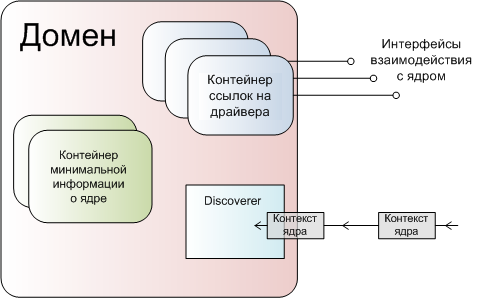 Домен
Интерфейсы
взаимодействия
с ядром
Контейнер
ссылок на
драйвера
Контейнер
минимальной
информации
о ядре
Discoverer
Контекст
ядра
Контекст
ядра